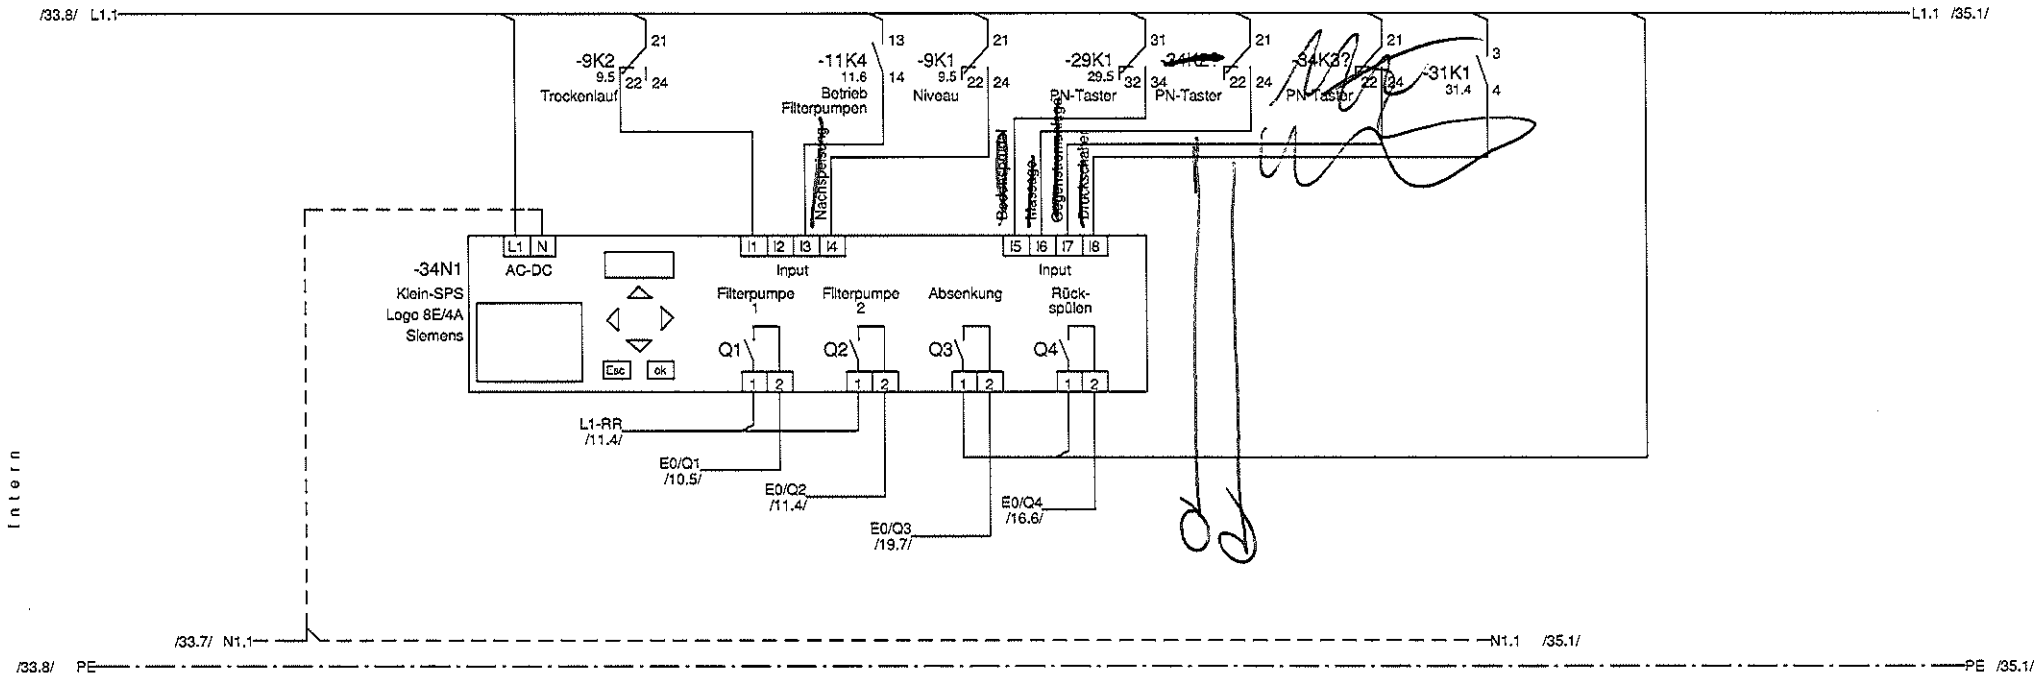 /33.8/ L1.1 L1.1 /35.1/
21 13 21 31 21 21 3
-9K2 -11K4 -9K1 -29K1 -34K3? -31K1
9.5 11.6 9.5 29.5 31.4
22 24 14 22 24 32 34 22 24 22 24 4
Trockenlauf Betrieb Niveau PN-Taster PN-Taster PN-Taster
Filterpumpen
Nachspeisung
Massage
Druckschalter
L1 N I1 I2 I3 I4 I5 I6 I7 I8
-34N1 AC-DC Input Input
Klein-SPS Filterpumpe Filterpumpe Absenkung Rück-
1 2 spülen
Logo 8E/4A
Siemens
Q1 Q2 Q3 Q4
Esc ok
1 2 1 2 1 2 1 2
L1-RR
/11.4/
E0/Q1
/10.5/
E0/Q2
/11.4/
E0/Q4
/16.6/
E0/Q3
/19.7/
Intern
/33.7/ N1.1 N1.1 /35.1/
/33.8/ PE PE /35.1/